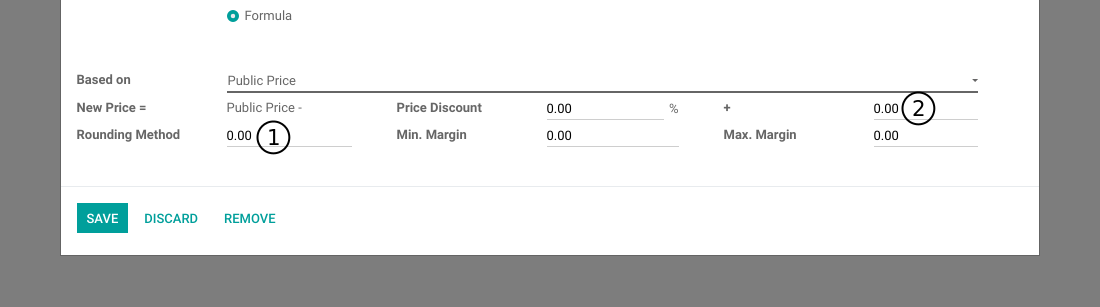 Formula
Based on Public Price
New Price = Public Price - Price Discount 0.00 % + 0.00 2
Rounding Method 0.00 1 Min. Margin 0.00 Max. Margin 0.00
SAVE DISCARD REMOVE